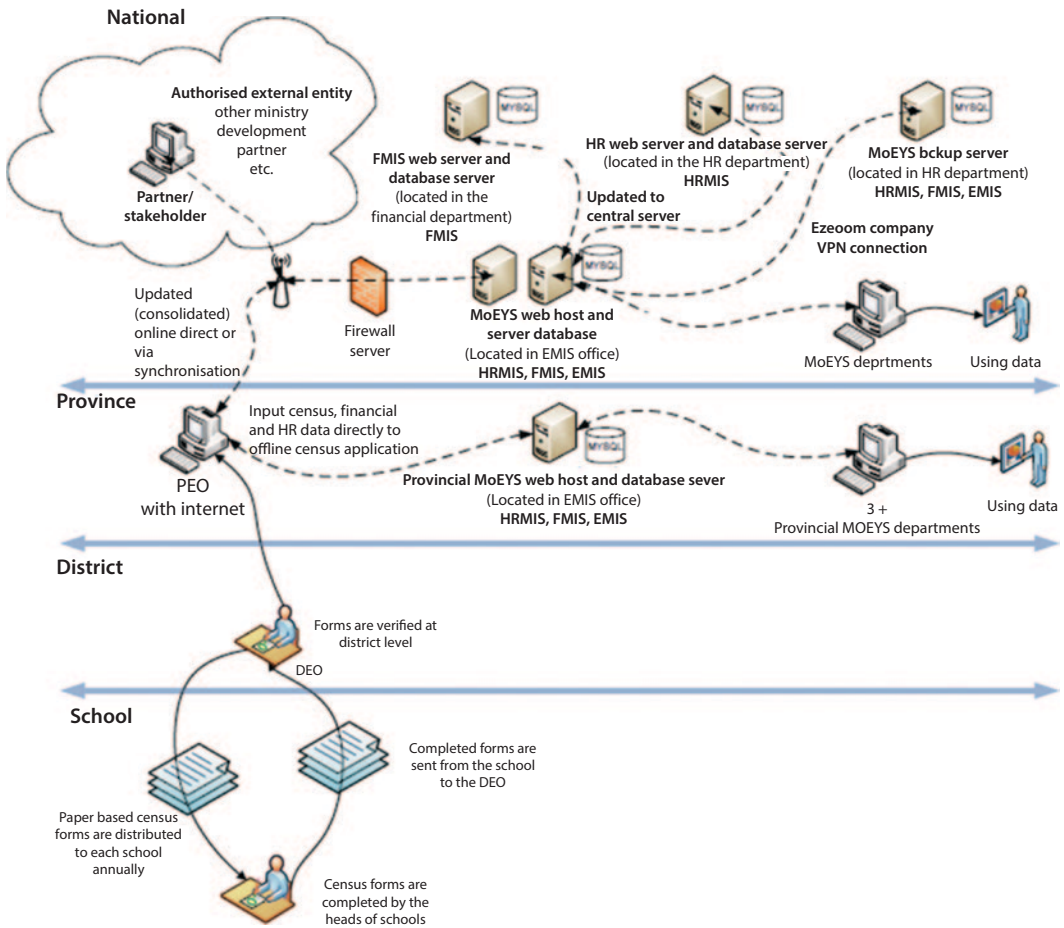 National
Authorised external entity
other ministry
development
partner
etc.
Partner/
stakeholder
MYSQL
FMIS web server and
database server
(located in the
financial department)
FMIS
MYSQL
HR web server and database server
(located in the HR department)
HRMIS
MYSQL
MoEYS bckup server
(located in HR department)
HRMIS, FMIS, EMIS
Updated to
central server
Ezeoom company
VPN connection
Updated
(consolidated)
online direct or
via
synchronisation
Firewall
server
MYSQL
MoEYS web host and
server database
(Located in EMIS office)
HRMIS, FMIS, EMIS
MoEYS deprtments
Using data
Province
PEO
with internet
Input census, financial
and HR data directly to
offline census application
MYSQL
Provincial MoEYS web host and database sever
(Located in EMIS office)
HRMIS, FMIS, EMIS
3 +
Provincial MOEYS departments
Using data
District
Forms are verified at
district level
DEO
School
Completed forms are
sent from the school
to the DEO
Paper based census
forms are distributed
to each school
annually
Census forms are
completed by the
heads of schools